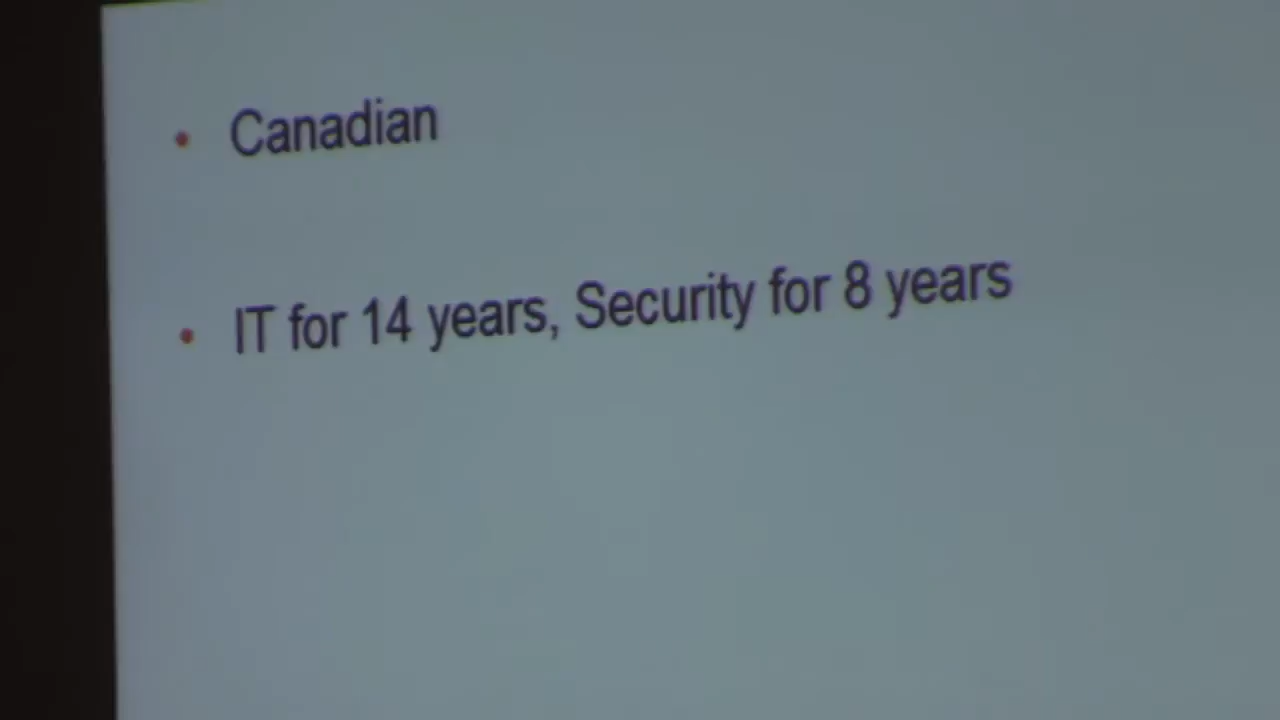 • Canadian
• IT for 14 years, Security for 8 years